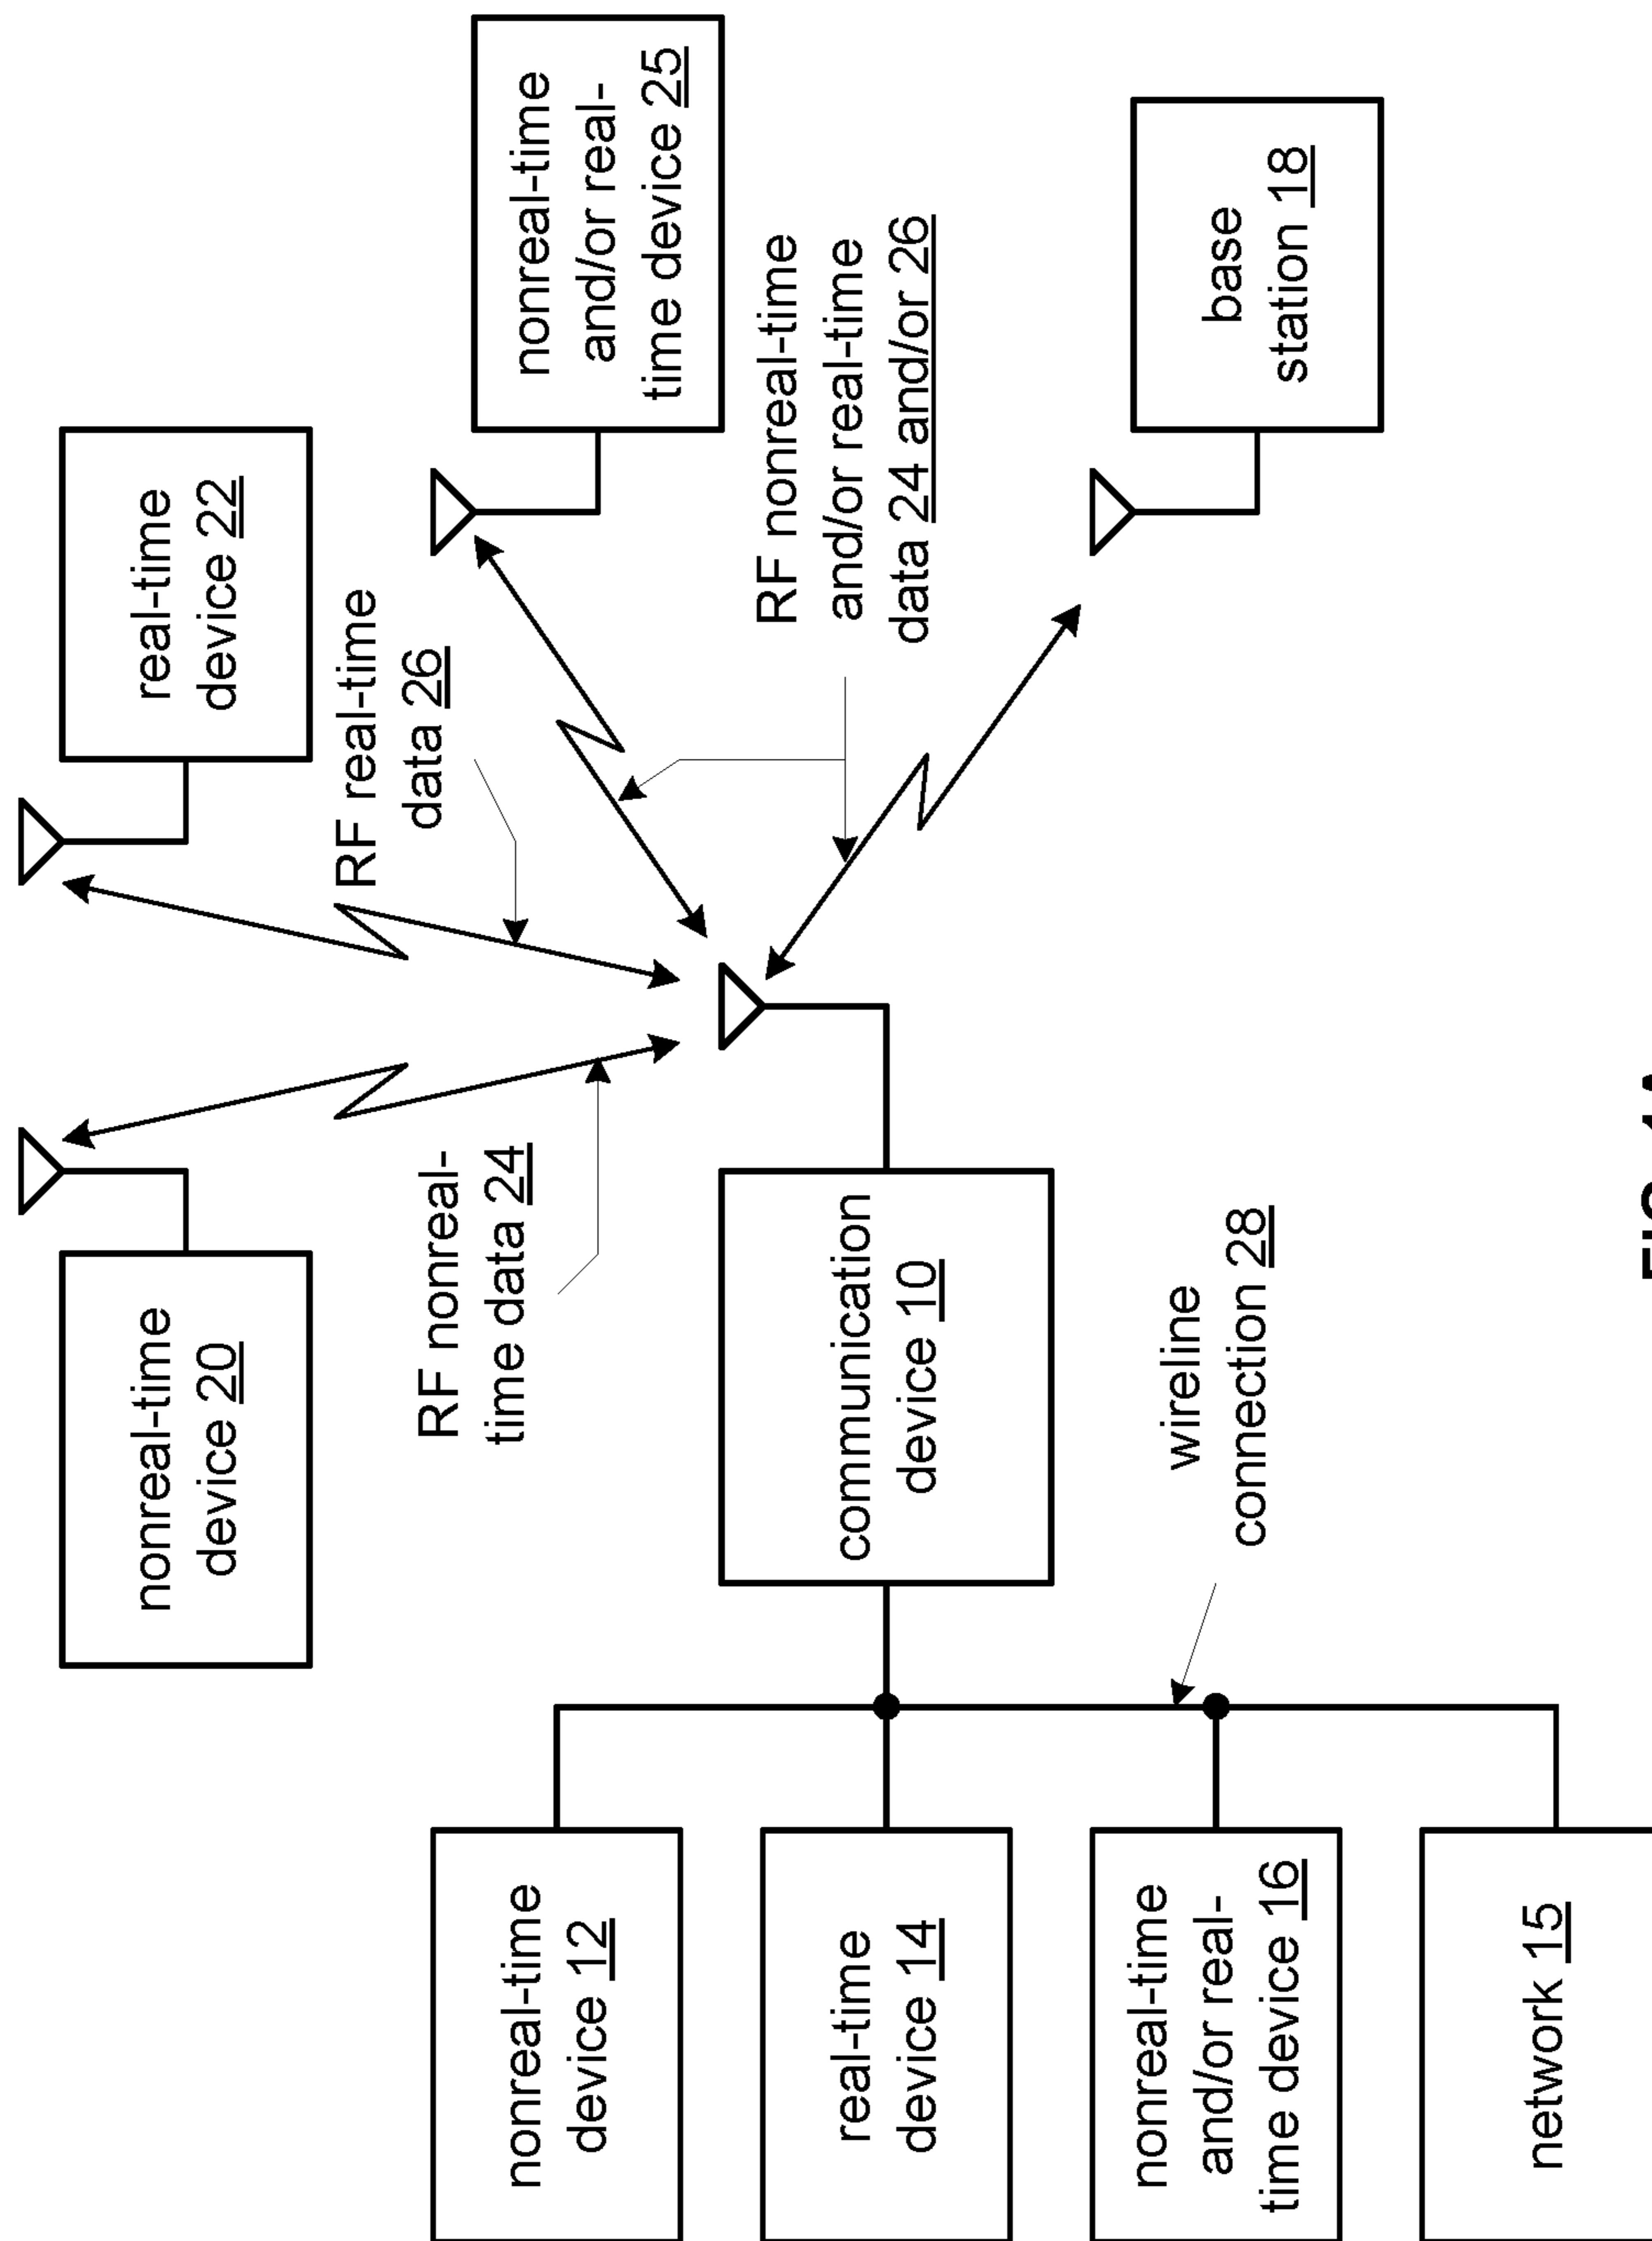 nonreal-time
device 20
real-time
device 22
RF real-time
data 26
RF nonreal-
time data 24
nonreal-time
device 12
nonreal-time
and/or real-
time device 25
RF nonreal-time
and/or real-time
data 24 and/or 26
real-time
device 14
communication
device 10
nonreal-time
and/or real-
time device 16
wireline
connection 28
base
station 18
network 15